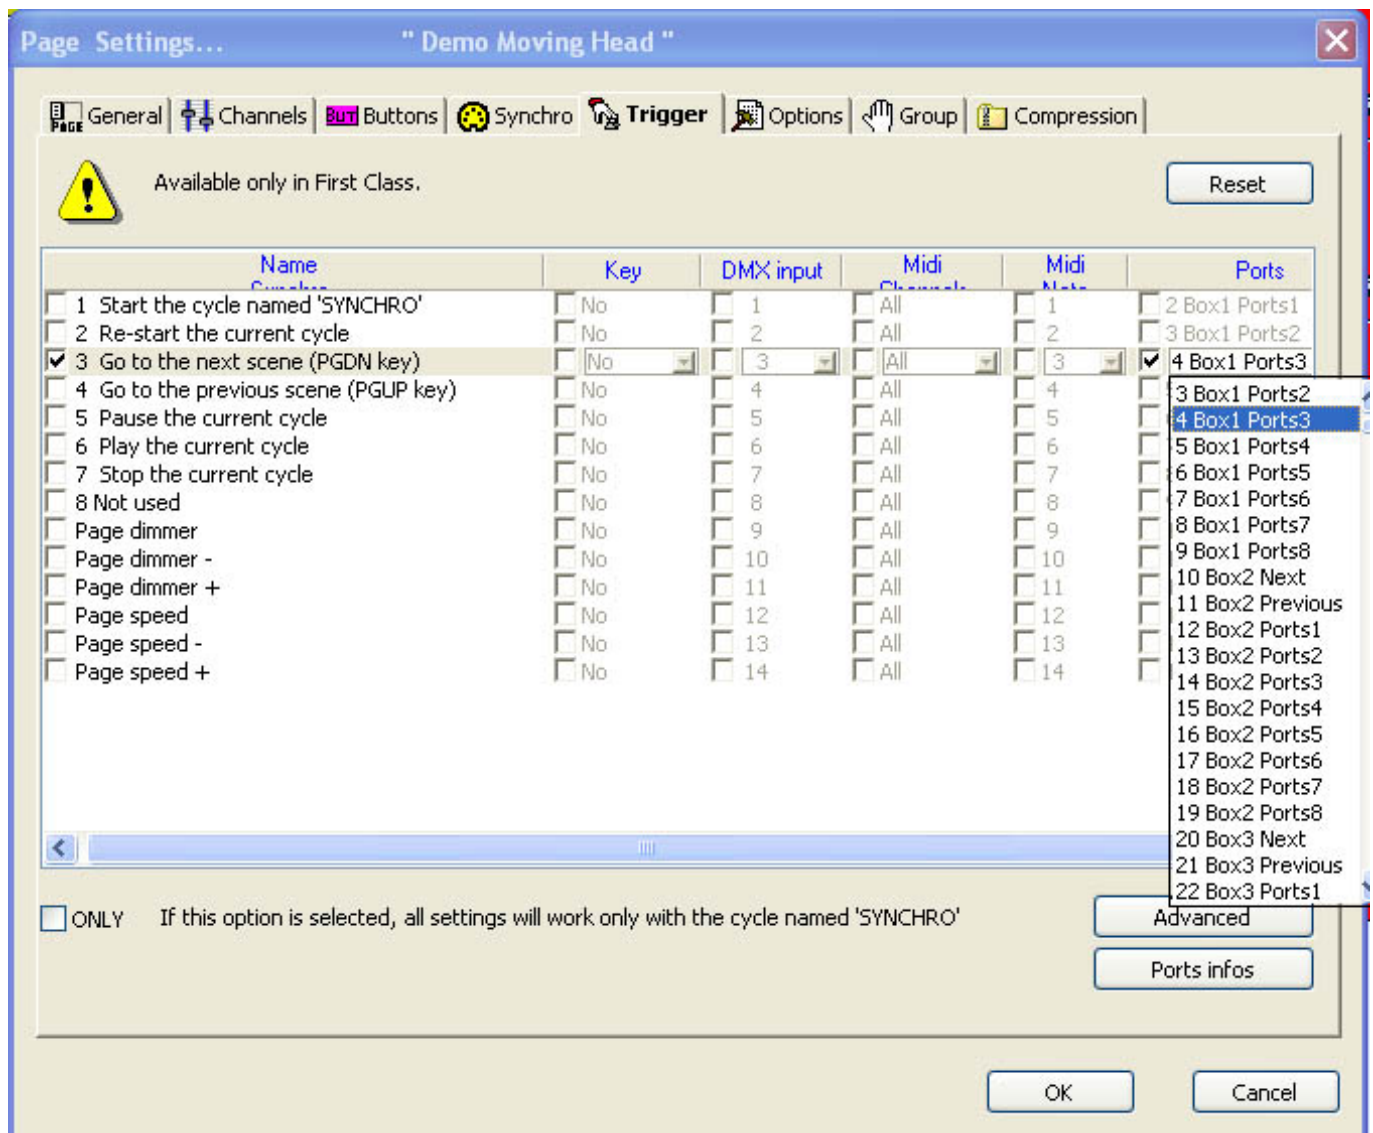 Page Settings... " Demo Moving Head "
PAGE General Channels BUT Buttons Synchro Trigger Options Group Compression
Available only in First Class.
Reset
Name Key DMX input Midi Midi Ports
1 Start the cycle named 'SYNCHRO' No 1 All 1 2 Box1 Ports1
2 Re-start the current cycle No 2 All 2 3 Box1 Ports2
3 Go to the next scene (PGDN key) No 3 All 3 4 Box1 Ports3
4 Go to the previous scene (PGUP key) No 4 All 4 3 Box1 Ports2
4 Box1 Ports3
5 Pause the current cycle No 5 All 5
5 Box1 Ports4
6 Play the current cycle No 6 All 6
6 Box1 Ports5
7 Stop the current cycle No 7 All 7
7 Box1 Ports6
8 Not used No 8 All 8
8 Box1 Ports7
Page dimmer No 9 All 9
9 Box1 Ports8
Page dimmer - No 10 All 10
10 Box2 Next
Page dimmer + No 11 All 11
11 Box2 Previous
Page speed No 12 All 12
12 Box2 Ports1
Page speed - No 13 All 13
13 Box2 Ports2
Page speed + No 14 All 14
14 Box2 Ports3
15 Box2 Ports4
16 Box2 Ports5
17 Box2 Ports6
18 Box2 Ports7
19 Box2 Ports8
20 Box3 Next
21 Box3 Previous
22 Box3 Ports1
ONLY If this option is selected, all settings will work only with the cycle named 'SYNCHRO'
Advanced
Ports infos
OK Cancel